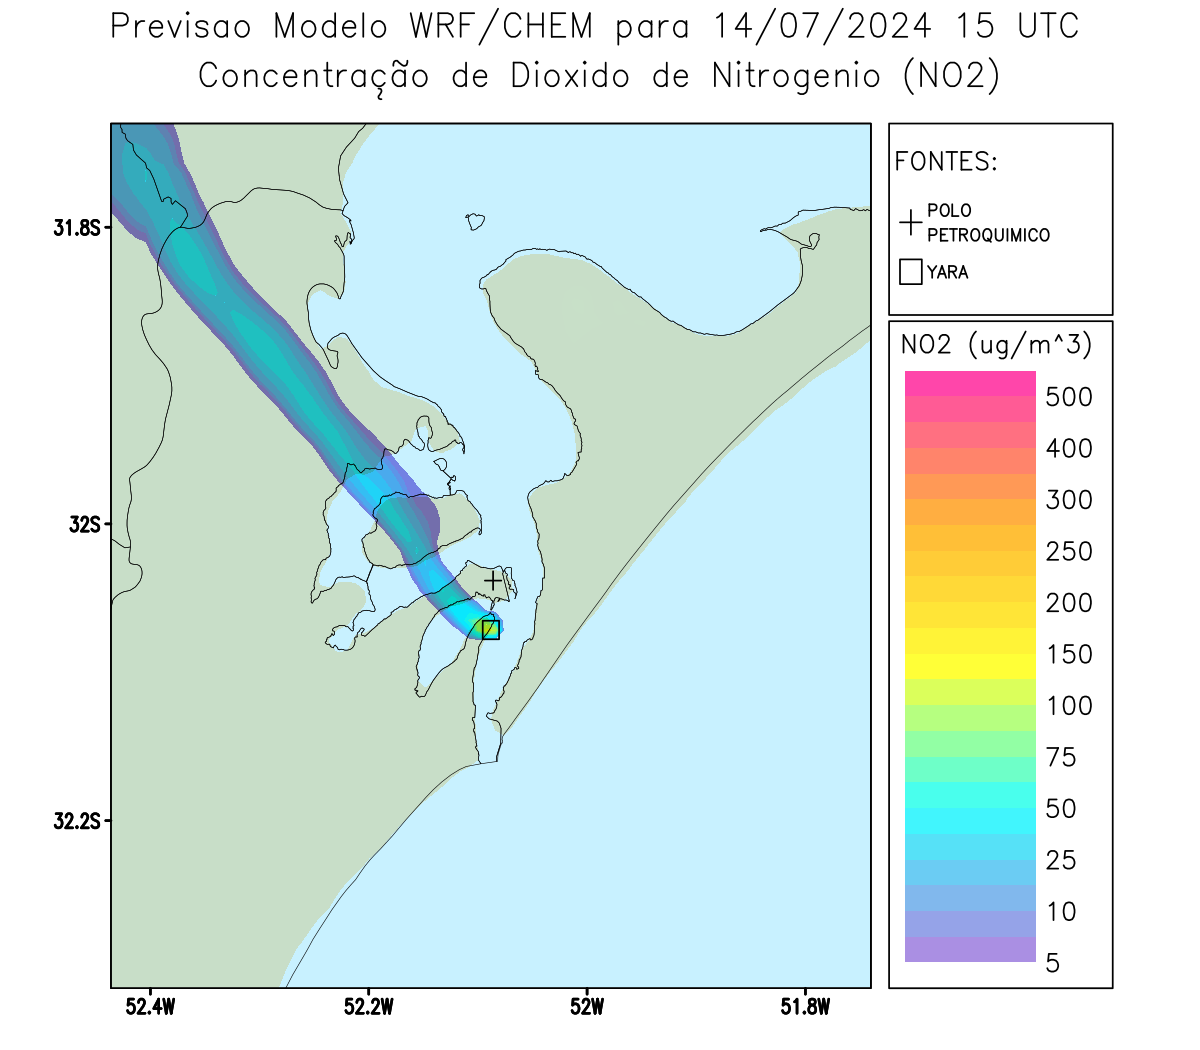 Previsao Modelo WRF/CHEM para 14/07/2024 15 UTC
Concentração de Dioxido de Nitrogenio (NO2)
FONTES:
POLO
PETROQUIMICO
YARA
NO2 (ug/m^3)
500
400
300
250
200
150
100
75
50
25
10
5
31.8S
32S
32.2S
52.4W
52.2W
52W
51.8W